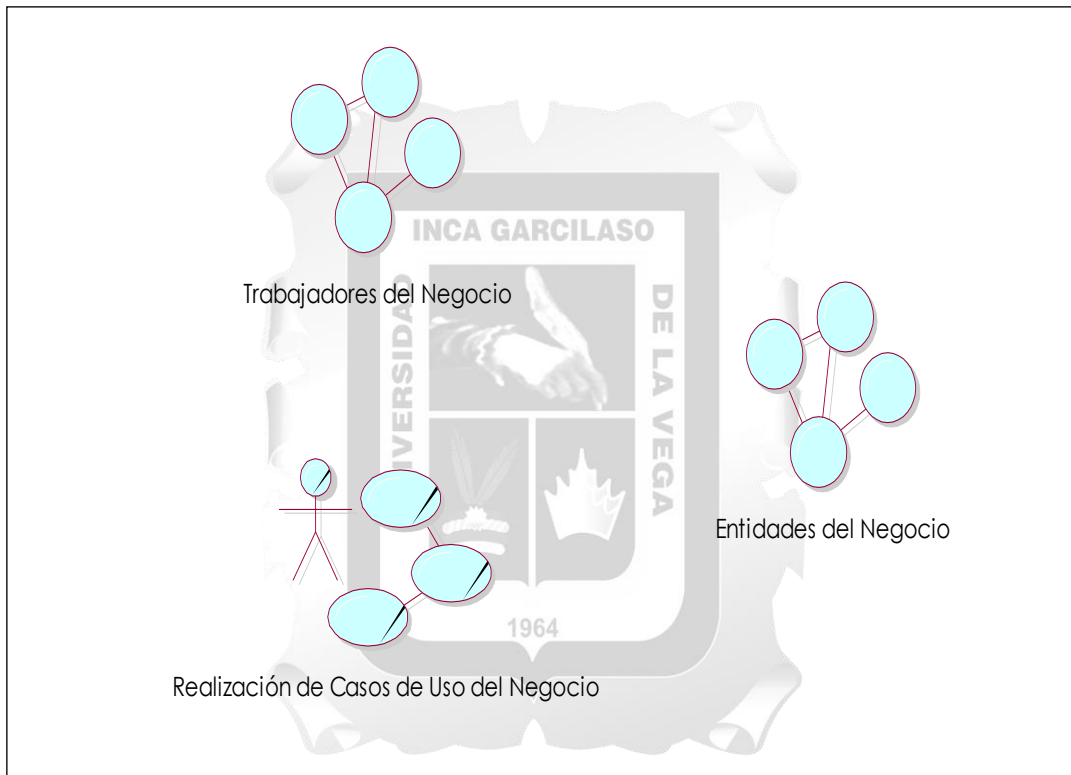 INCA GARCILASO
Trabajadores del Negocio
UNIVERSIDAD
DE LA VEGA
Entidades del Negocio
1964
Realización de Casos de Uso del Negocio